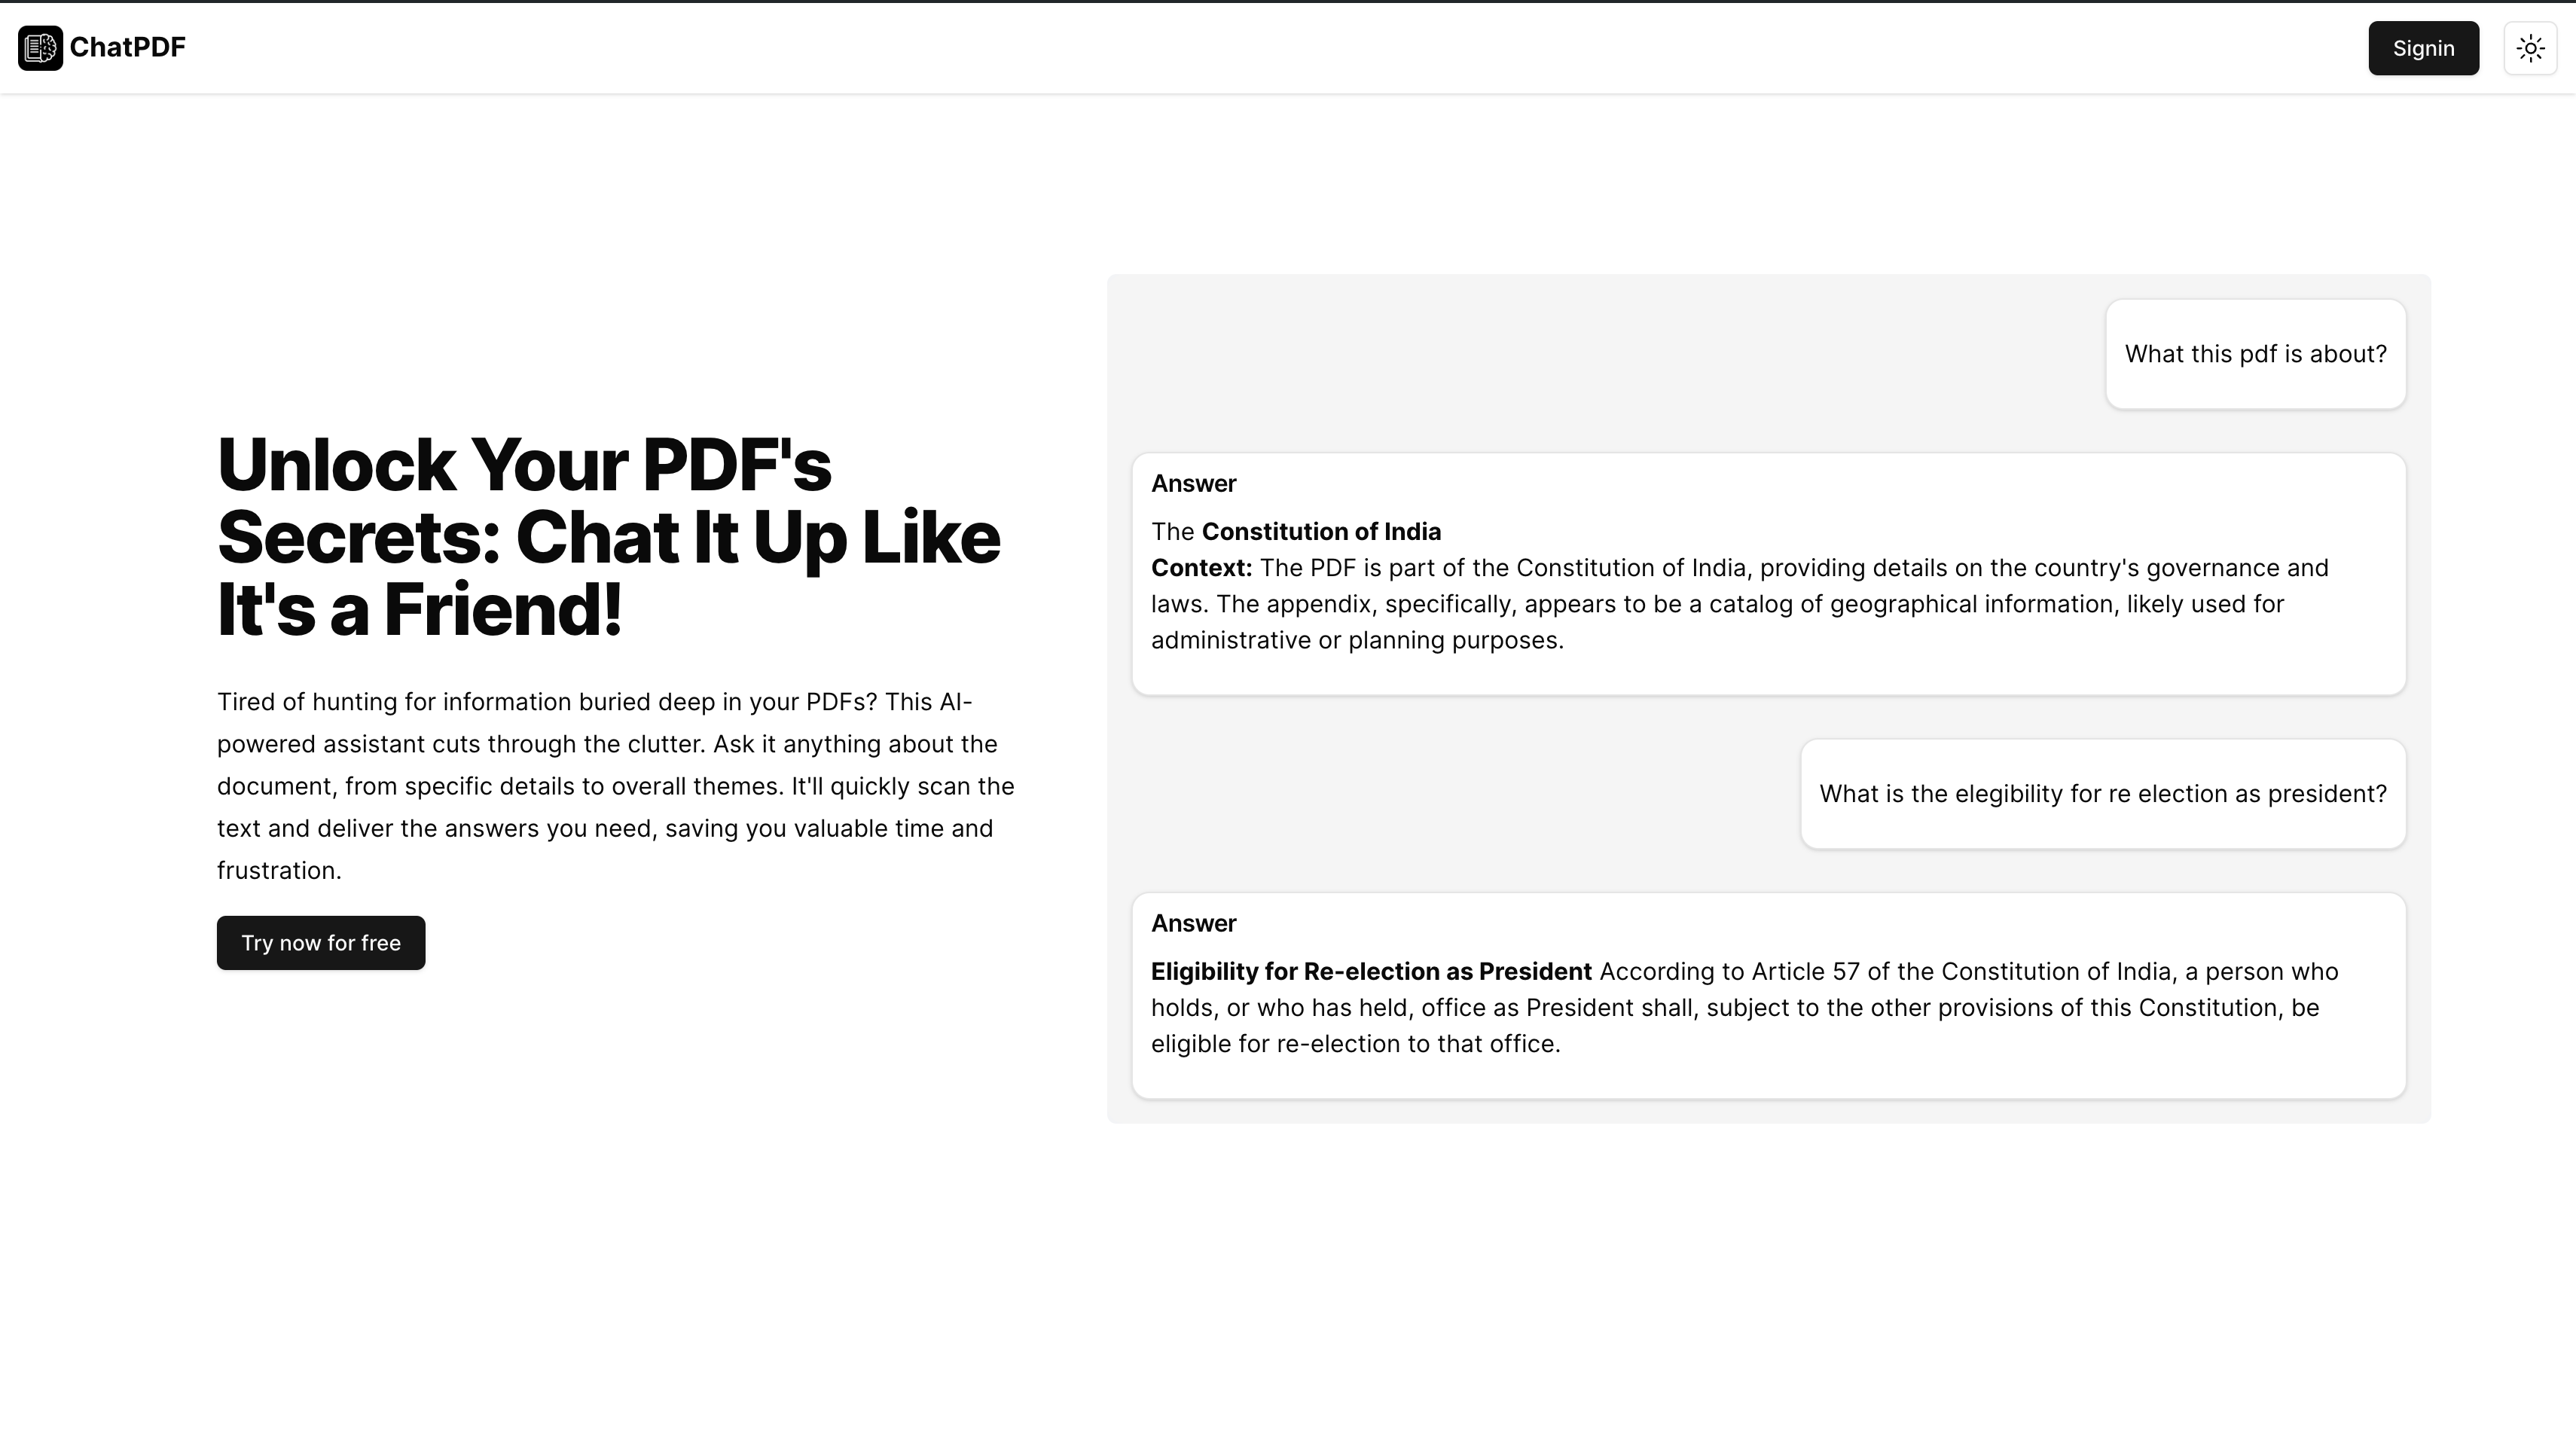 ChatPDF
Signin
Unlock Your PDF's
Secrets: Chat It Up Like
It's a Friend!
Tired of hunting for information buried deep in your PDFs? This AI-
powered assistant cuts through the clutter. Ask it anything about the
document, from specific details to overall themes. It'll quickly scan the
text and deliver the answers you need, saving you valuable time and
frustration.
Try now for free
What this pdf is about?
Answer
The Constitution of India
Context: The PDF is part of the Constitution of India, providing details on the country's governance and
laws. The appendix, specifically, appears to be a catalog of geographical information, likely used for
administrative or planning purposes.
What is the elegibility for re election as president?
Answer
Eligibility for Re-election as President According to Article 57 of the Constitution of India, a person who
holds, or who has held, office as President shall, subject to the other provisions of this Constitution, be
eligible for re-election to that office.